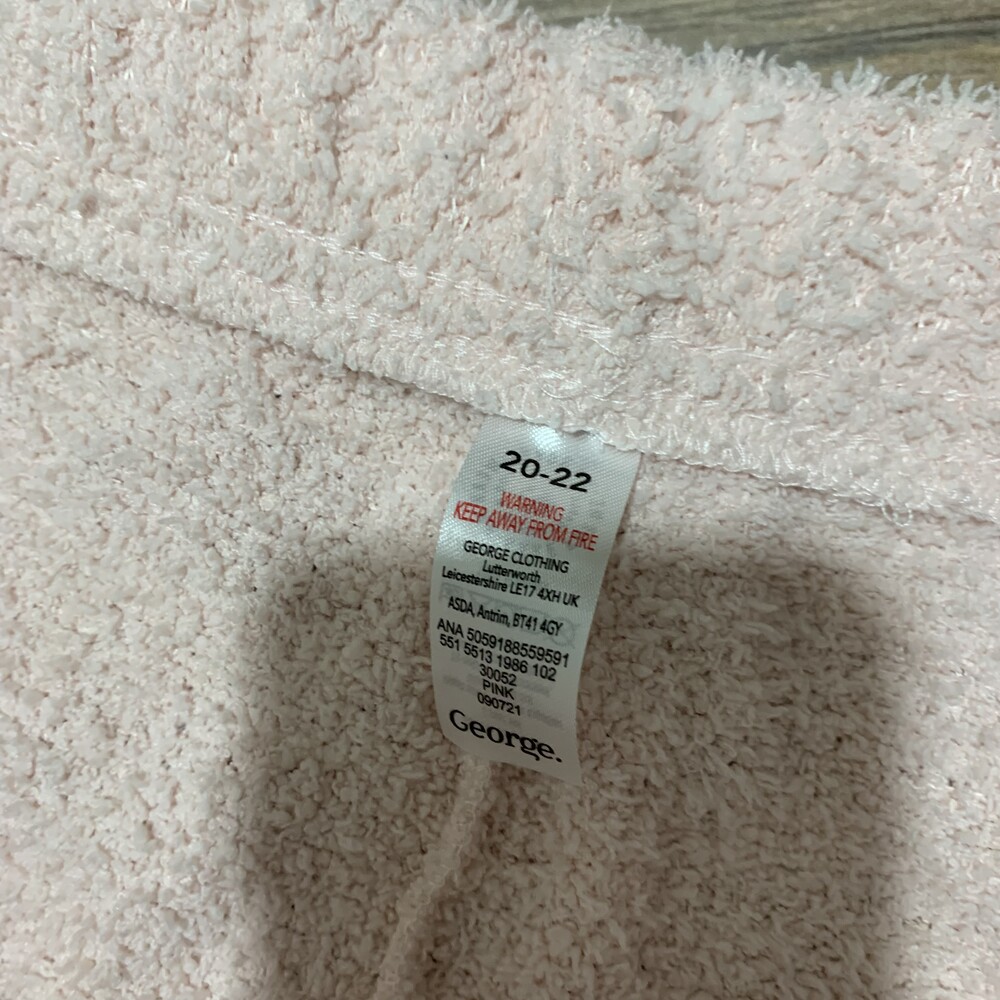 20-22
WARNING
KEEP AWAY FROM FIRE
GEORGE CLOTHING
Lutterworth
Leicestershire LE17 4XH UK
ASDA, Antrim, BT41 4GY
ANA 5059188559591
551 5513 1986 102
30052
PINK
090721
George.